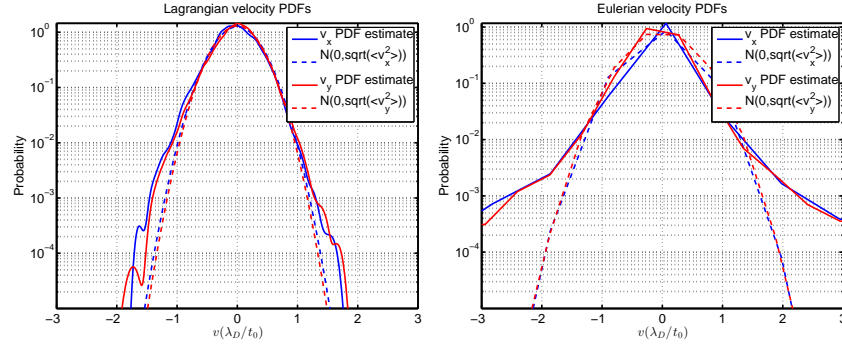 Lagrangian velocity PDFs
10^0
10^-1
10^-2
10^-3
10^-4
Probability
-3
-2
-1
0
1
2
3
v(λ_D/t_0)
v_x PDF estimate
N(0,sqrt(<v_x^2>))
v_y PDF estimate
N(0,sqrt(<v_y^2>))
Eulerian velocity PDFs
10^0
10^-1
10^-2
10^-3
10^-4
Probability
-3
-2
-1
0
1
2
3
v(λ_D/t_0)
v_x PDF estimate
N(0,sqrt(<v_x^2>))
v_y PDF estimate
N(0,sqrt(<v_y^2>))